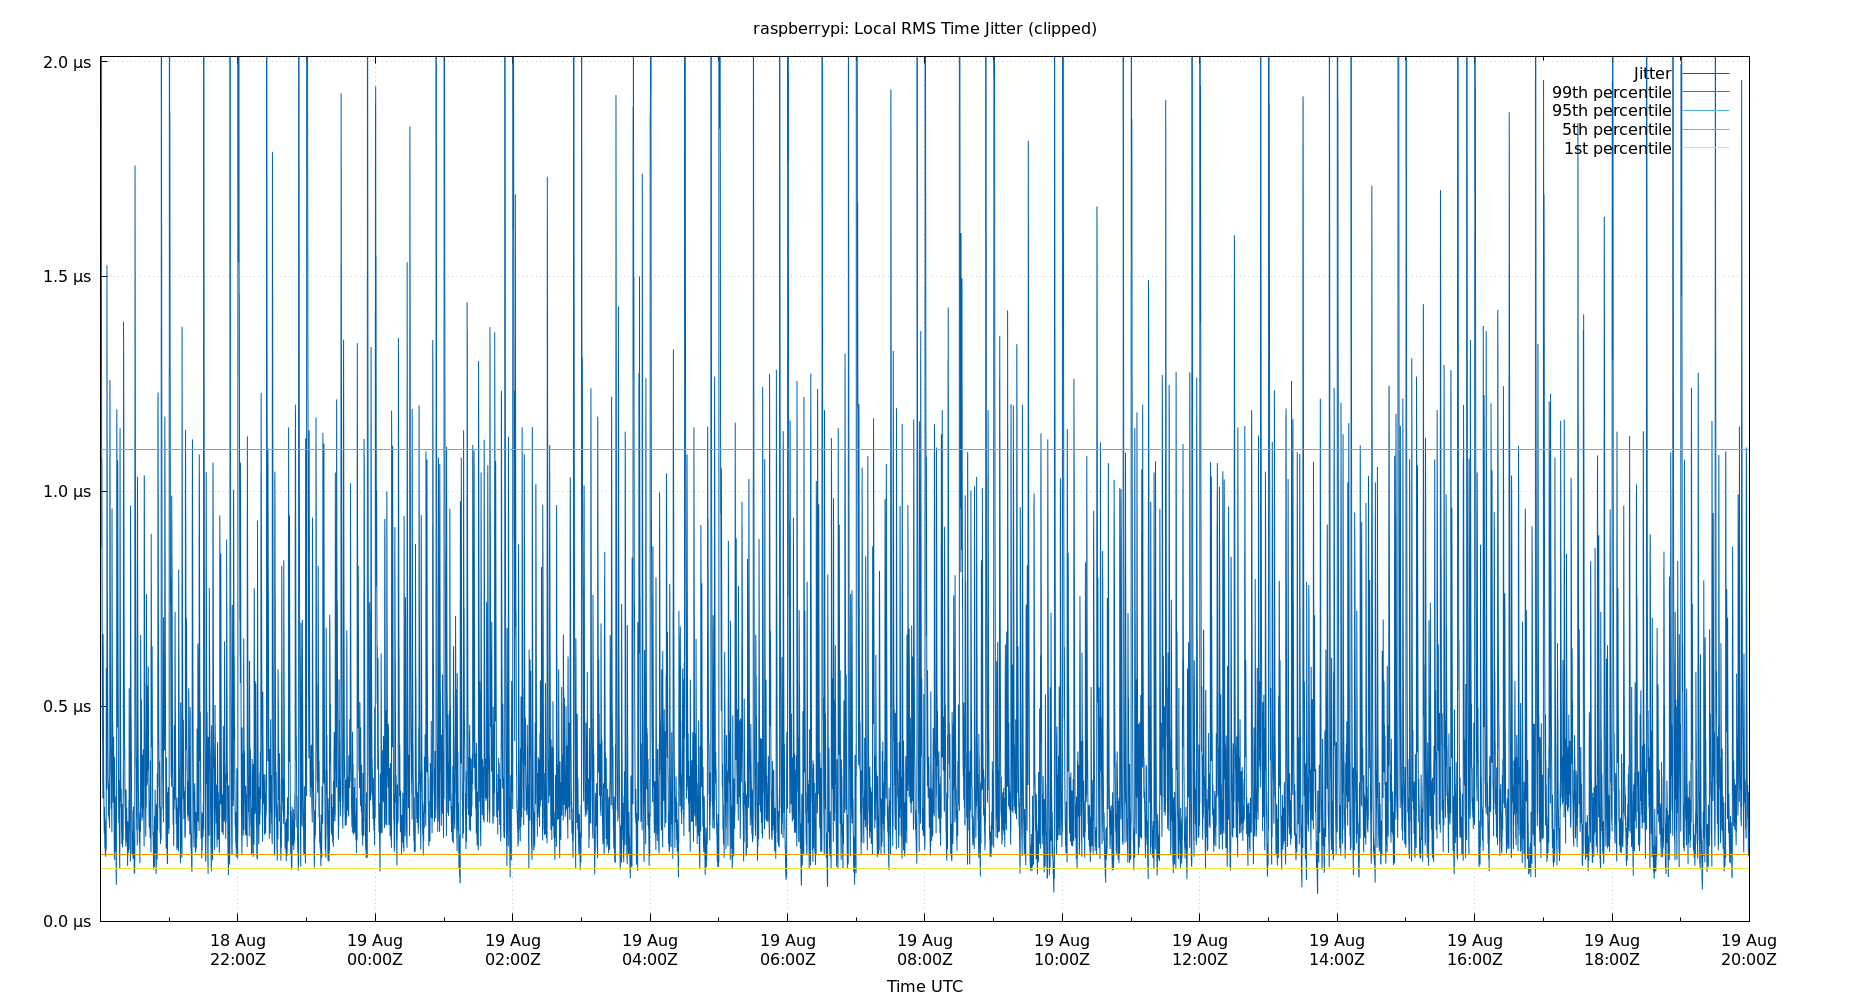 raspberrypi: Local RMS Time Jitter (clipped)
2.0 μs
1.5 μs
1.0 μs
0.5 μs
0.0 μs
Jitter
99th percentile
95th percentile
5th percentile
1st percentile
18 Aug 19 Aug 19 Aug 19 Aug 19 Aug 19 Aug 19 Aug 19 Aug 19 Aug 19 Aug 19 Aug 19 Aug
22:00Z 00:00Z 02:00Z 04:00Z 06:00Z 08:00Z 10:00Z 12:00Z 14:00Z 16:00Z 18:00Z 20:00Z
Time UTC